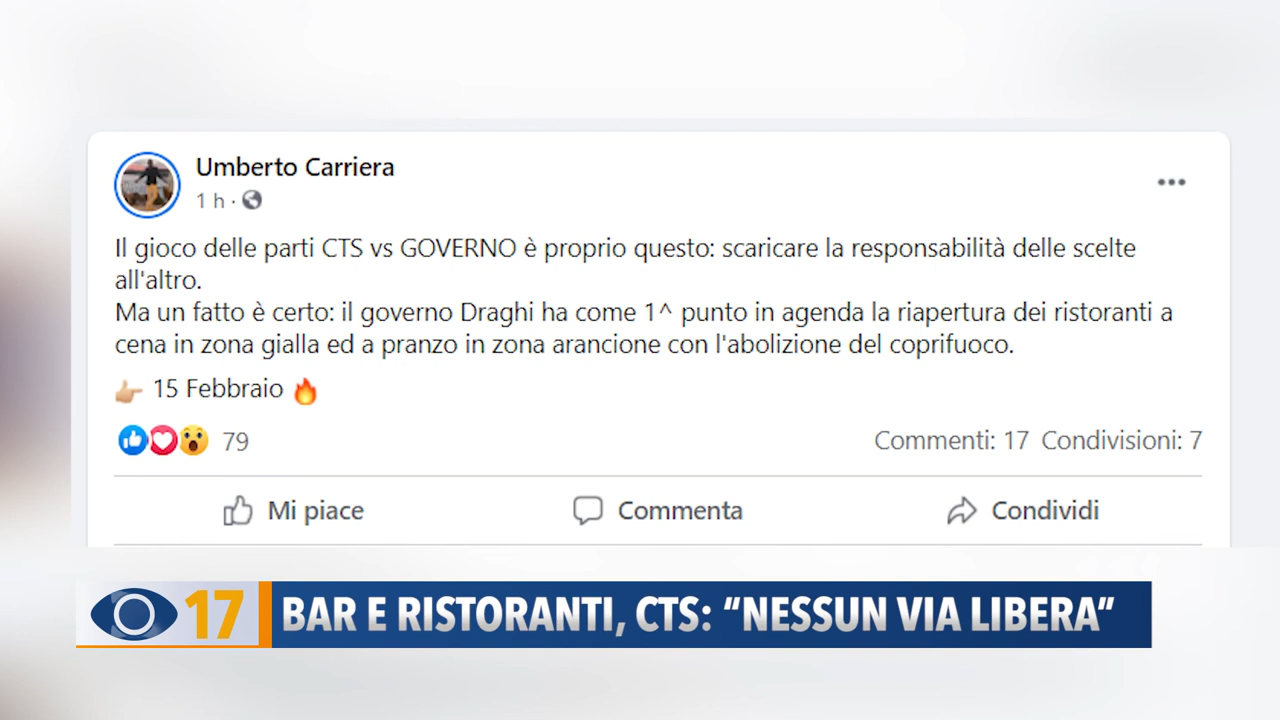 Umberto Carriera
1 h ·
Il gioco delle parti CTS vs GOVERNO è proprio questo: scaricare la responsabilità delle scelte
all'altro.
Ma un fatto è certo: il governo Draghi ha come 1^ punto in agenda la riapertura dei ristoranti a
cena in zona gialla ed a pranzo in zona arancione con l'abolizione del coprifuoco.
👉🏼 15 Febbraio 🔥
79
Commenti: 17 Condivisioni: 7
Mi piace
Commenta
Condividi
17
BAR E RISTORANTI, CTS: “NESSUN VIA LIBERA”